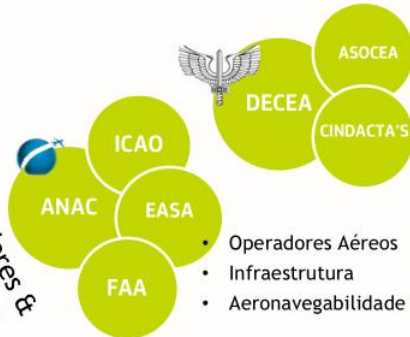 ASOCEA
DECEA
CINDACTA'S
ICAO
ANAC
EASA
FAA
• Operadores Aéreos
• Infraestrutura
• Aeronavegabilidade
&